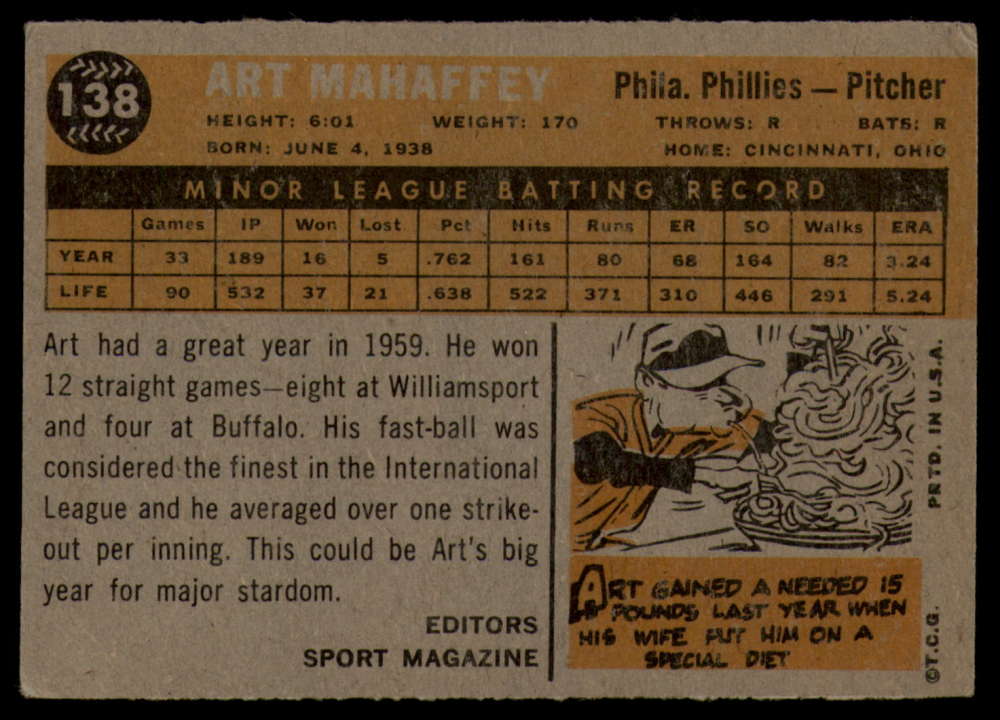 138
ART MAHAFFEY
Phila. Phillies — Pitcher
HEIGHT: 6:01 WEIGHT: 170 THROWS: R BATS: R
BORN: JUNE 4, 1938 HOME: CINCINNATI, OHIO
MINOR LEAGUE BATTING RECORD
Games IP Won Lost Pct Hits Runs ER SO Walks ERA
YEAR 33 189 16 5 .762 161 80 68 164 82 3.24
LIFE 90 532 37 21 .638 522 371 310 446 291 5.24
Art had a great year in 1959. He won
12 straight games—eight at Williamsport
and four at Buffalo. His fast-ball was
considered the finest in the International
League and he averaged over one strike-
out per inning. This could be Art's big
year for major stardom.
EDITORS
SPORT MAGAZINE
ART GAINED A NEEDED 15
POUNDS LAST YEAR WHEN
HIS WIFE PUT HIM ON A
SPECIAL DIET
PRTD. IN U.S.A.
©T.C.G.